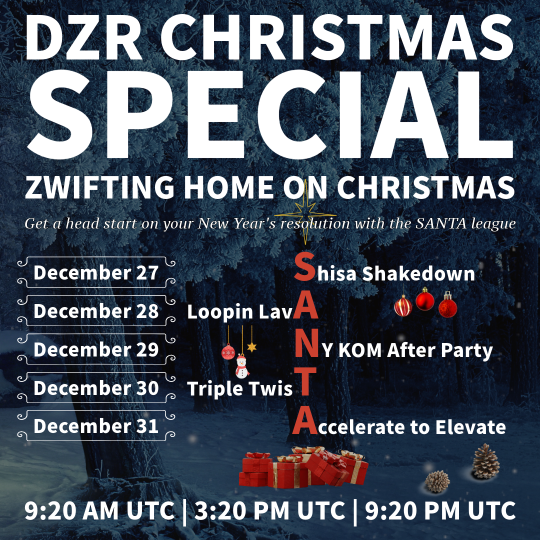 DZR CHRISTMAS
SPECIAL
ZWIFTING HOME ON CHRISTMAS
Get a head start on your New Year's resolution with the SANTA league
December 27 Shisa Shakedown
December 28 Loopin LavA
December 29 NY KOM After Party
December 30 Triple TwisT
December 31 Accelerate to Elevate
9:20 AM UTC | 3:20 PM UTC | 9:20 PM UTC